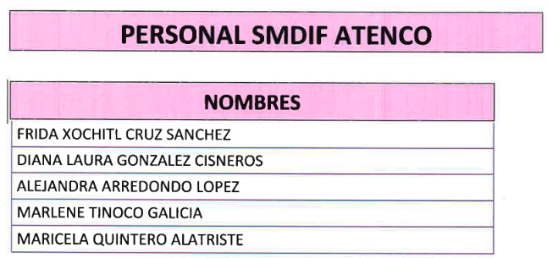 PERSONAL SMDIF ATENCO
NOMBRES
FRIDA XOCHITL CRUZ SANCHEZ
DIANA LAURA GONZALEZ CISNEROS
ALEJANDRA ARREDONDO LOPEZ
MARLENE TINOCO GALICIA
MARICELA QUINTERO ALATRISTE